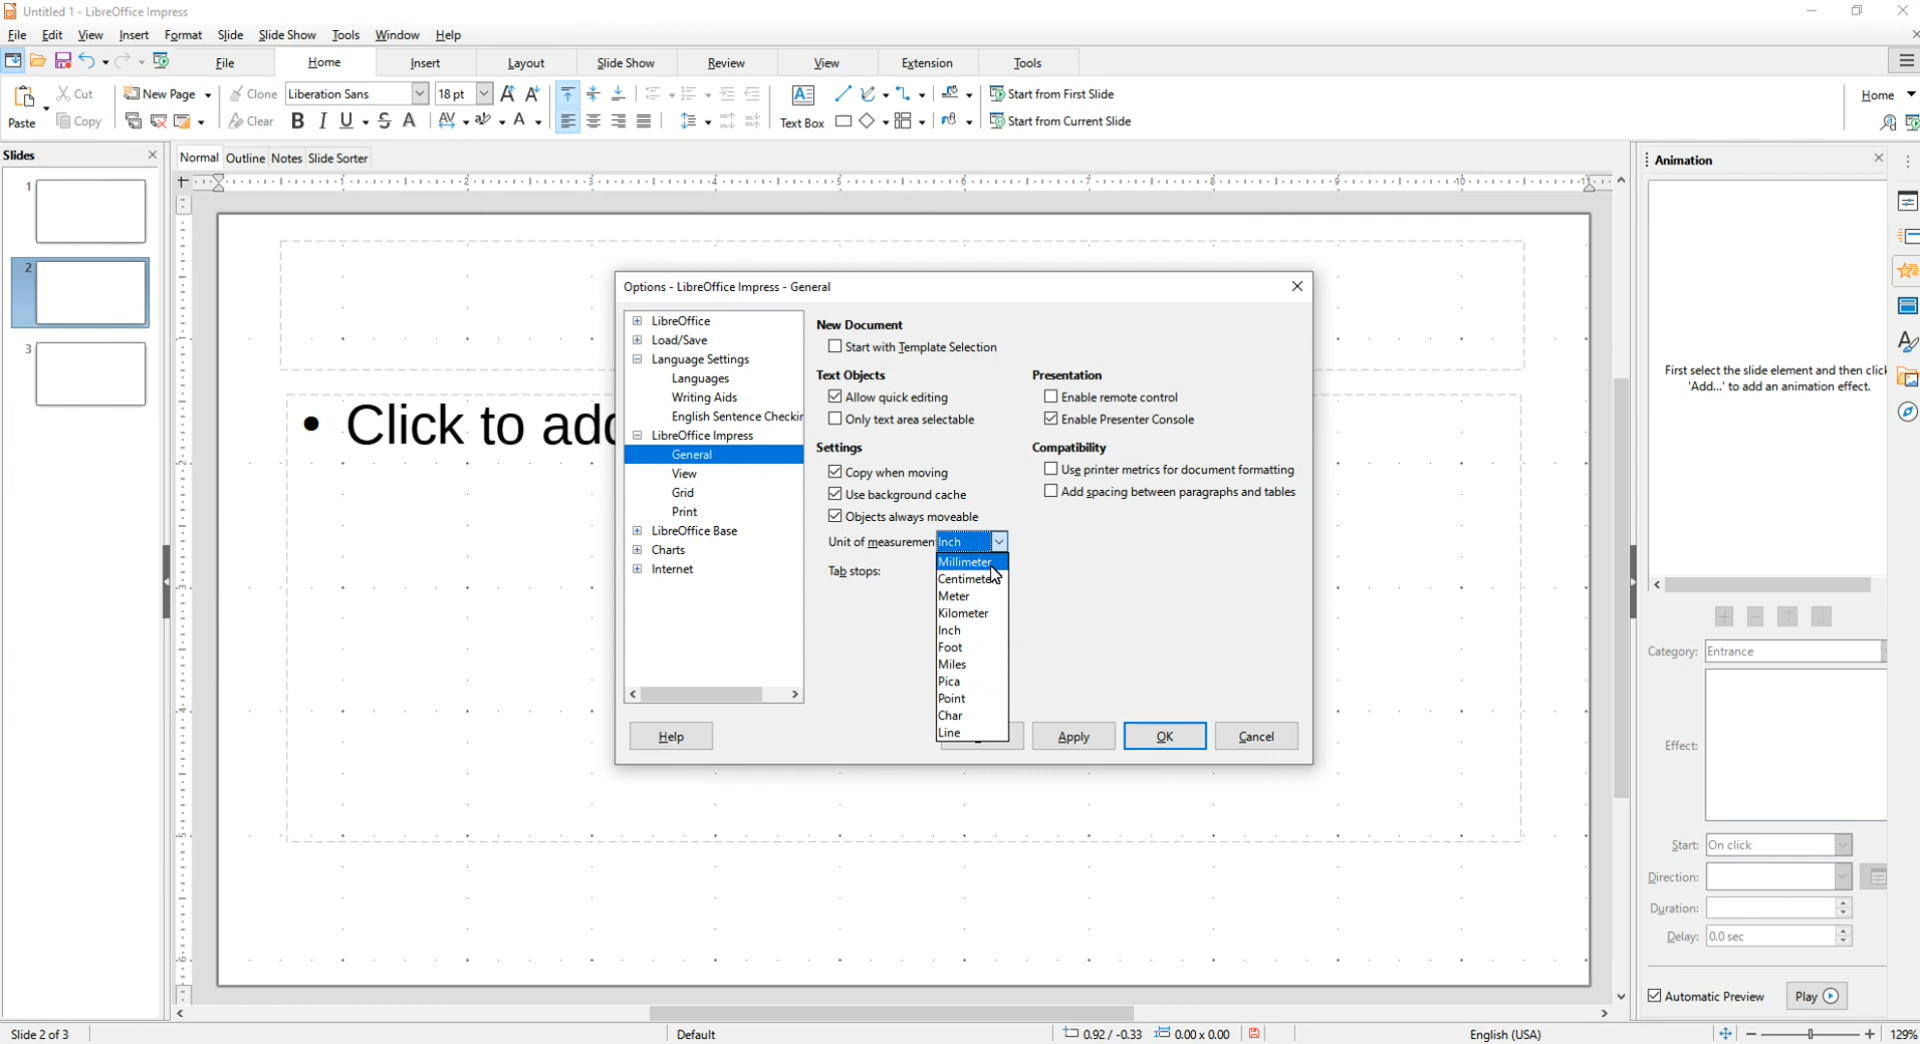 Untitled 1 - LibreOffice Impress
File Edit View Insert Format Slide Slide Show Tools Window Help
File Home Insert Layout Slide Show Review View Extension Tools
Paste Cut Copy New Page Clone Clear Liberation Sans 18 pt Text Box Start from First Slide Start from Current Slide Home
Slides
Normal Outline Notes Slide Sorter
1
2
3
Click to add
Options - LibreOffice Impress - General
LibreOffice
Load/Save
Language Settings
Languages
Writing Aids
English Sentence Checkin
LibreOffice Impress
General
View
Grid
Print
LibreOffice Base
Charts
Internet
New Document
Start with Template Selection
Text Objects
Allow quick editing
Only text area selectable
Settings
Copy when moving
Use background cache
Objects always moveable
Unit of measuremen Inch
Tab stops:
Millimeter
Centimete
Meter
Kilometer
Inch
Foot
Miles
Pica
Point
Char
Line
Presentation
Enable remote control
Enable Presenter Console
Compatibility
Use printer metrics for document formatting
Add spacing between paragraphs and tables
Help Apply OK Cancel
Animation
First select the slide element and then click
'Add...' to add an animation effect.
Category: Entrance
Effect:
Start: On click
Direction:
Duration:
Delay: 0.0 sec
Automatic Preview Play
Slide 2 of 3 Default 0.92 / -0.33 0.00 x 0.00 English (USA) 129%